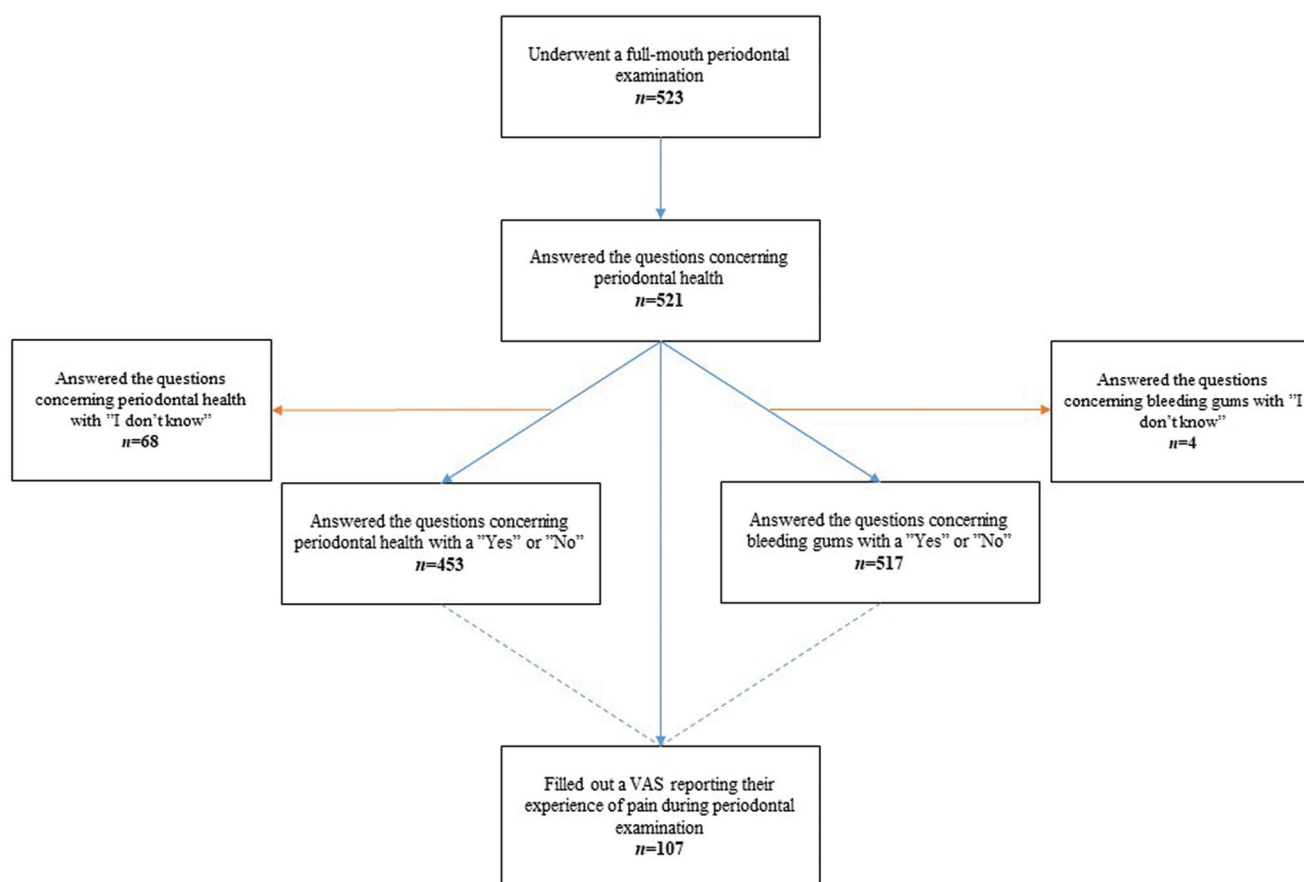 Underwent a full-mouth periodontal
examination
n=523
Answered the questions concerning
periodontal health
n=521
Answered the questions
concerning periodontal health
with ”I don’t know”
n=68
Answered the questions
concerning bleeding gums with ”I
don’t know”
n=4
Answered the questions concerning
periodontal health with a ”Yes” or ”No”
n=453
Answered the questions concerning
bleeding gums with a ”Yes” or ”No”
n=517
Filled out a VAS reporting their
experience of pain during periodontal
examination
n=107